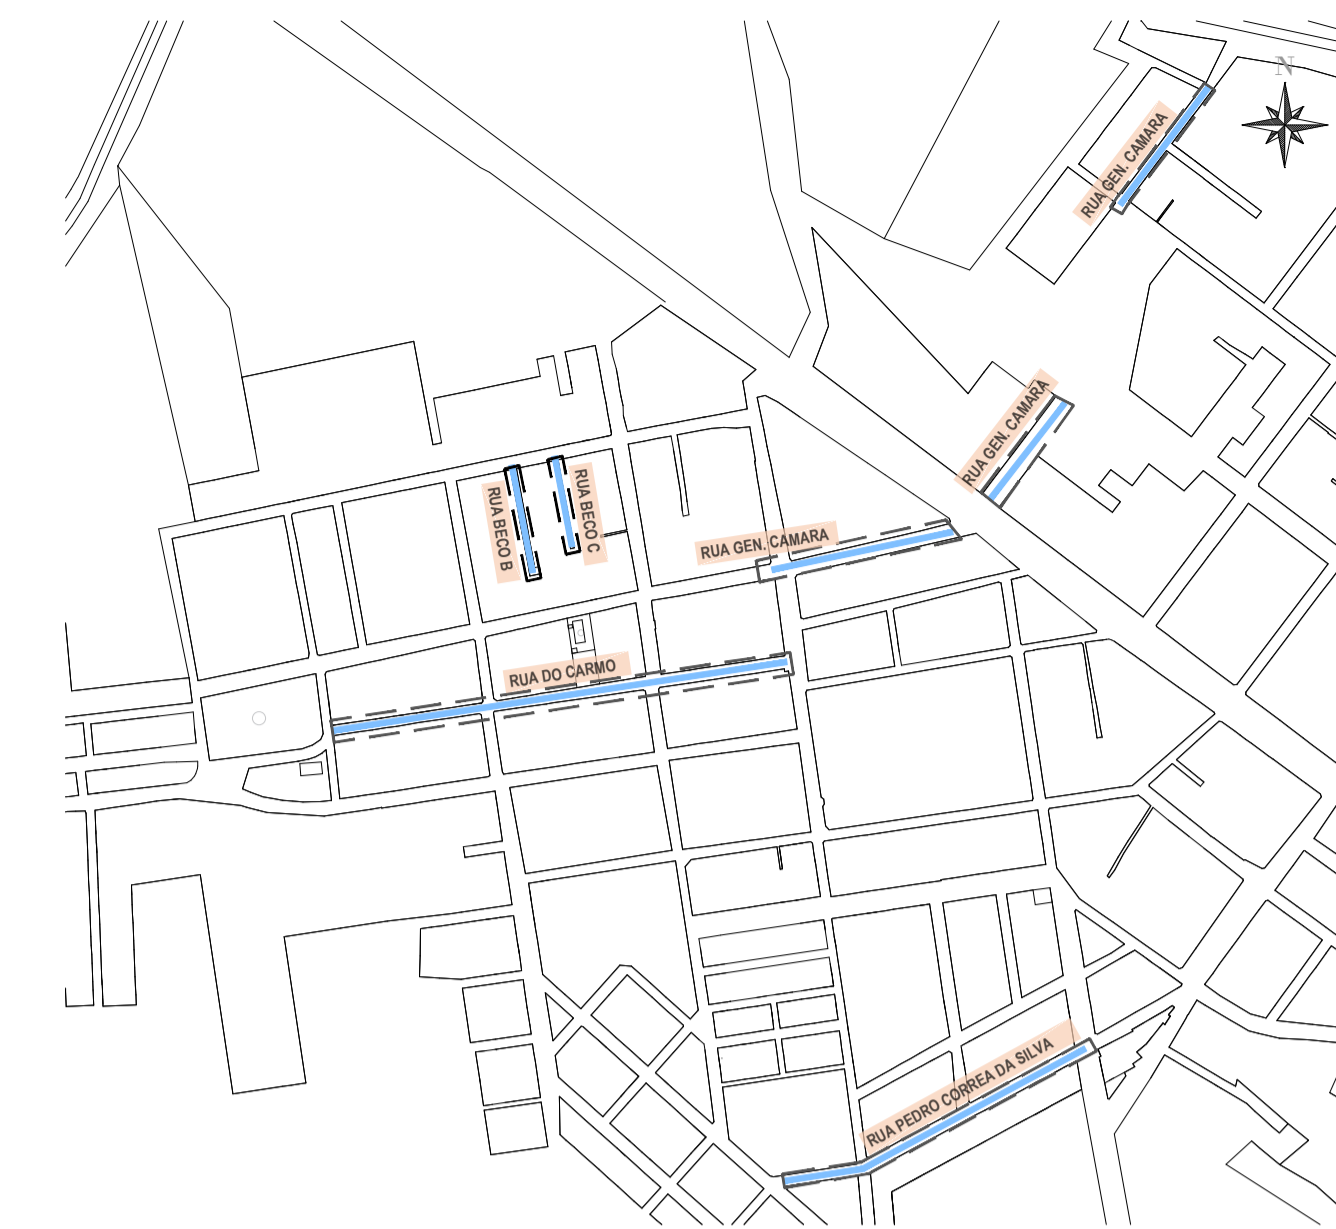 N
RUA GEN. CAMARA
RUA GEN. CAMARA
RUA BECO B
RUA BECO C
RUA GEN. CAMARA
RUA DO CARMO
RUA PEDRO CORREA DA SILVA